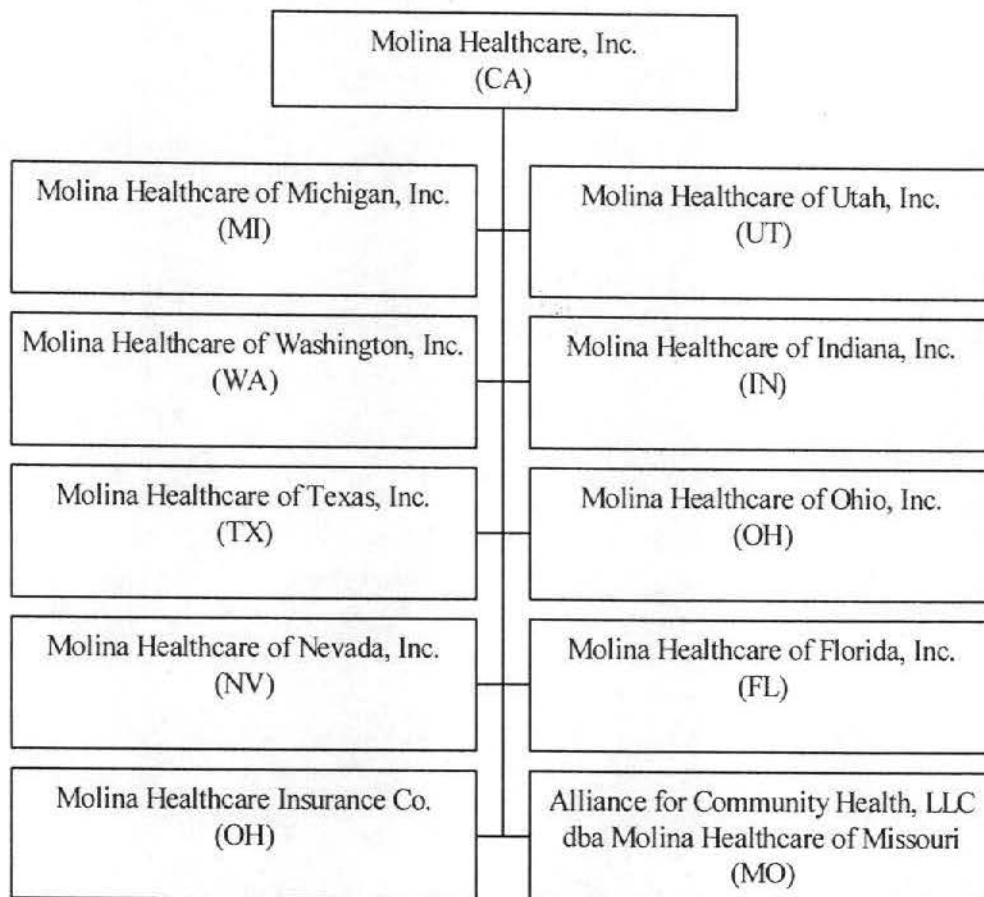 Molina Healthcare, Inc.
(CA)
Molina Healthcare of Michigan, Inc.
(MI)
Molina Healthcare of Utah, Inc.
(UT)
Molina Healthcare of Washington, Inc.
(WA)
Molina Healthcare of Indiana, Inc.
(IN)
Molina Healthcare of Texas, Inc.
(TX)
Molina Healthcare of Ohio, Inc.
(OH)
Molina Healthcare of Nevada, Inc.
(NV)
Molina Healthcare of Florida, Inc.
(FL)
Molina Healthcare Insurance Co.
(OH)
Alliance for Community Health, LLC
dba Molina Healthcare of Missouri
(MO)